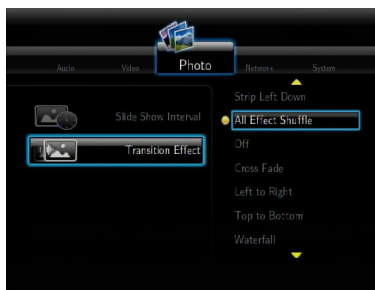 Audio Video Photo Network System
Slide Show Interval
Transition Effect
Strip Left Down
All Effect Shuffle
Off
Cross Fade
Left to Right
Top to Bottom
Waterfall